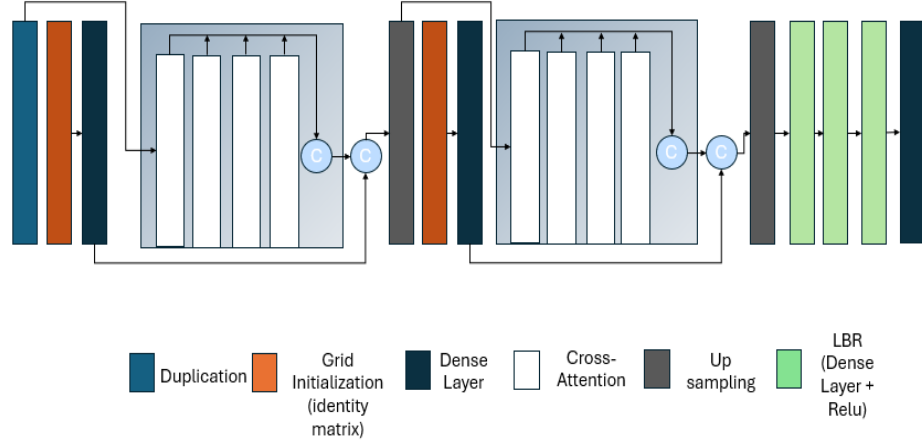 C
C
C
C
Duplication
Grid
Initialization
(identity
matrix)
Dense
Layer
Cross-
Attention
Up
sampling
LBR
(Dense
Layer +
Relu)